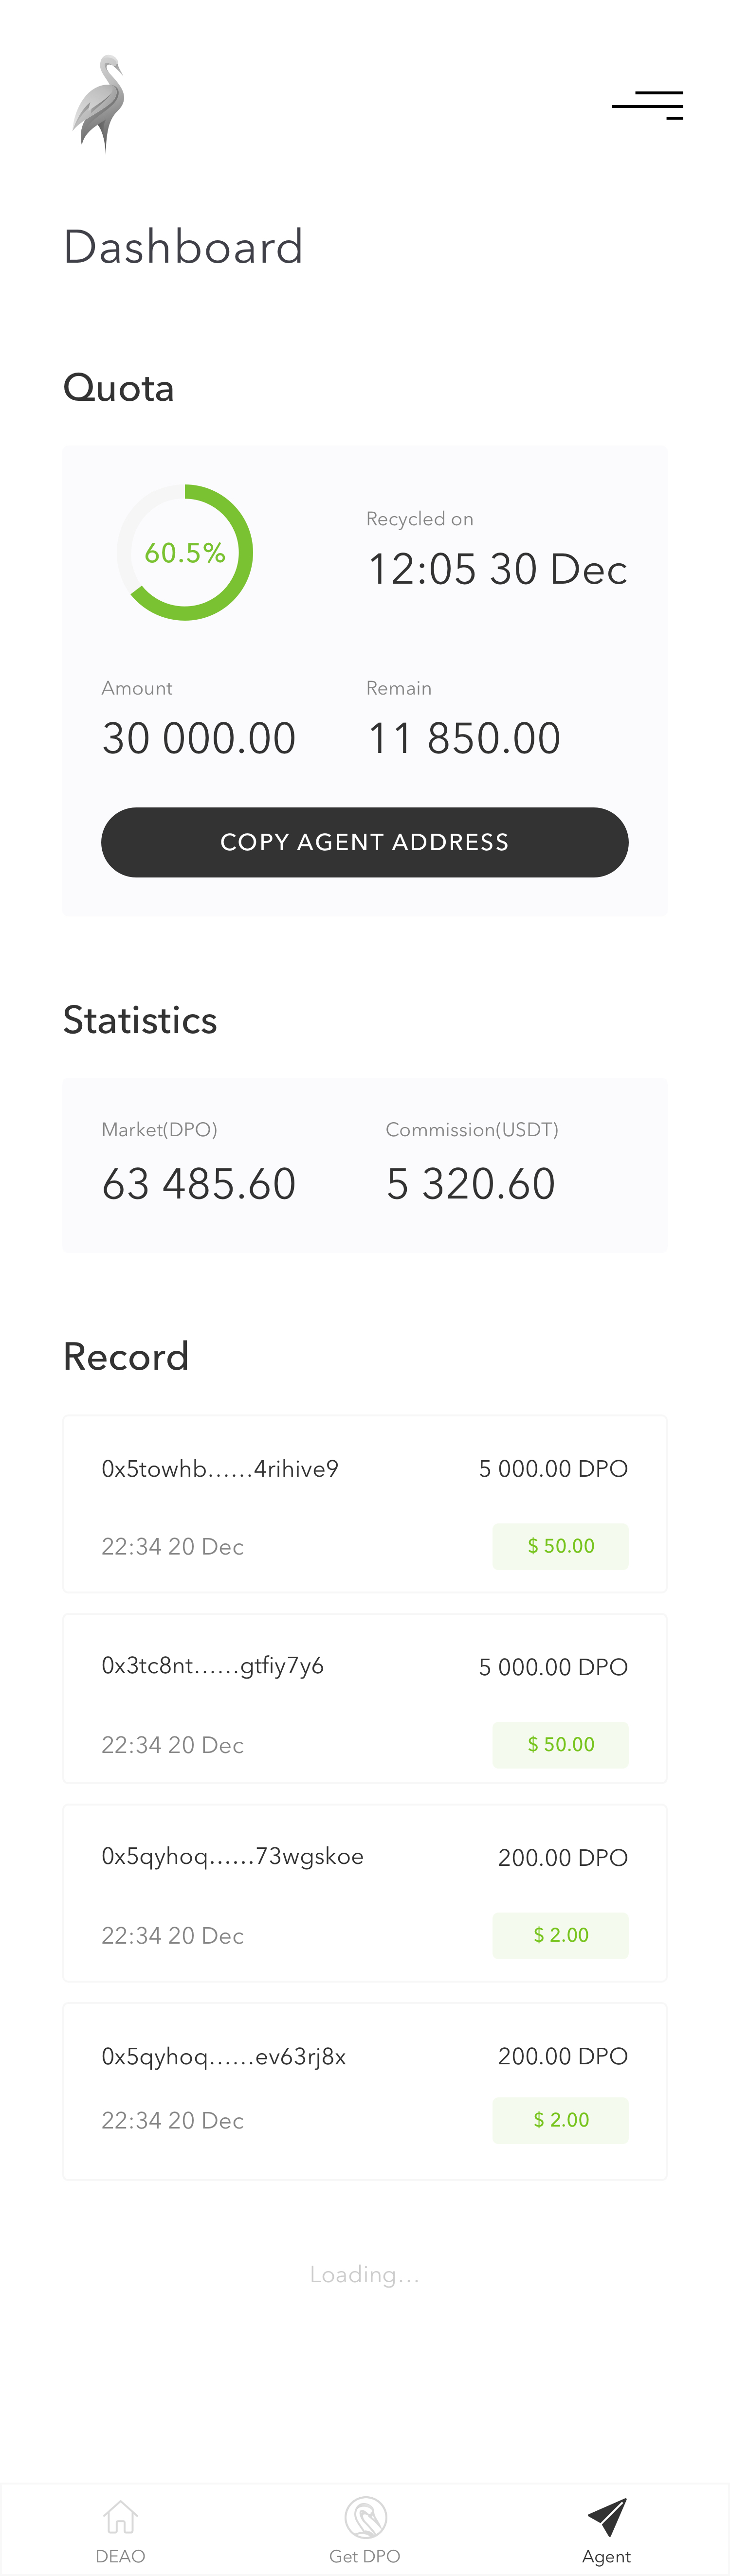 Dashboard
Quota
60.5%
Recycled on
12:05 30 Dec
Amount
30 000.00
Remain
11 850.00
COPY AGENT ADDRESS
Statistics
Market(DPO)
63 485.60
Commission(USDT)
5 320.60
Record
0x5towhb......4rihive9 5 000.00 DPO
22:34 20 Dec $ 50.00
0x3tc8nt......gtfiy7y6 5 000.00 DPO
22:34 20 Dec $ 50.00
0x5qyhoq......73wgskoe 200.00 DPO
22:34 20 Dec $ 2.00
0x5qyhoq......ev63rj8x 200.00 DPO
22:34 20 Dec $ 2.00
Loading...
DEAO Get DPO Agent